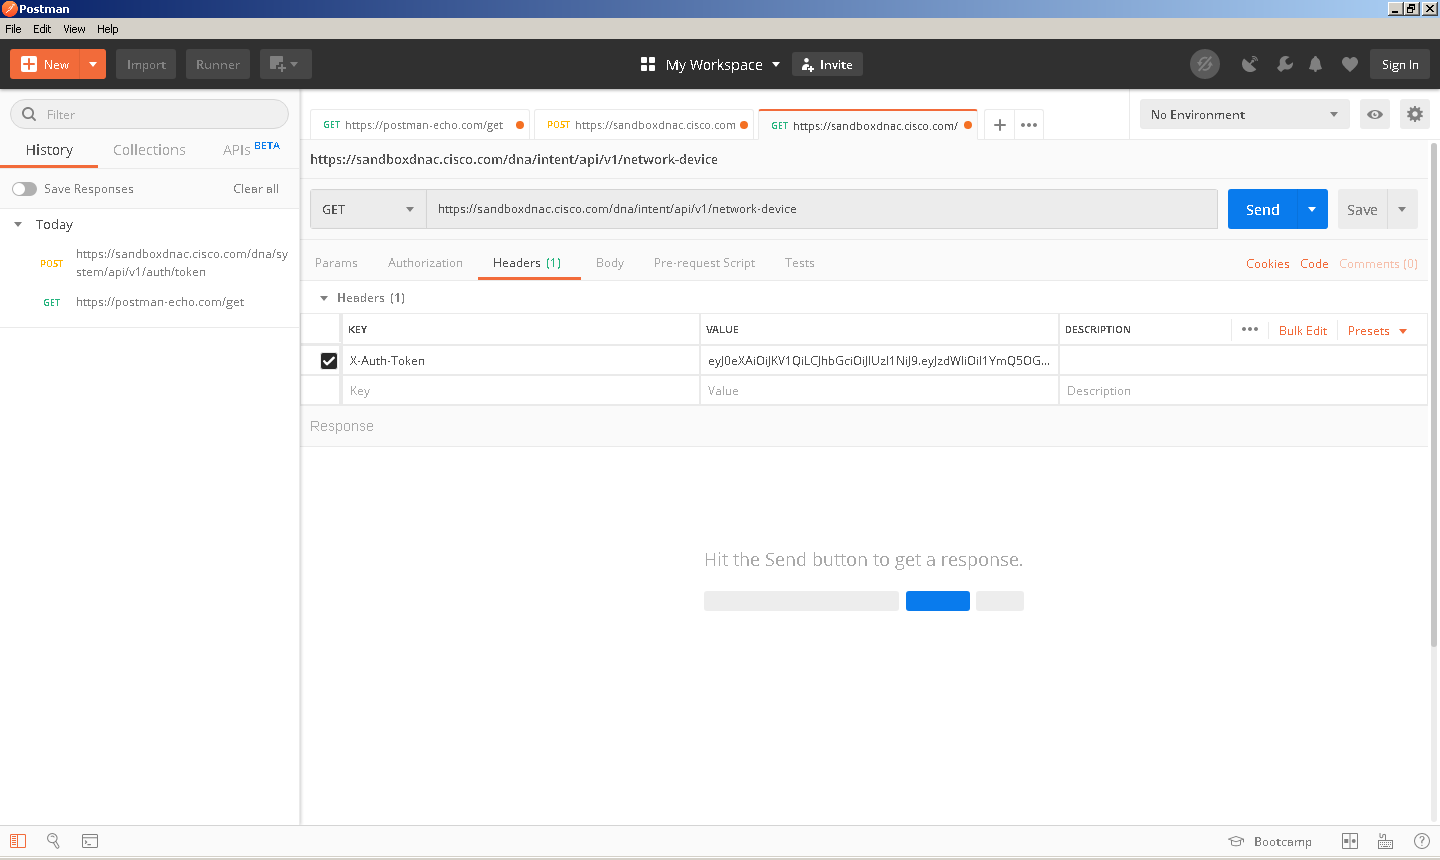 Postman
File Edit View Help
New Import Runner My Workspace Invite Sign In
Filter
History Collections APIs BETA
Save Responses Clear all
Today
POST https://sandboxdnac.cisco.com/dna/sy
stem/api/v1/auth/token
GET https://postman-echo.com/get
GET https://postman-echo.com/get POST https://sandboxdnac.cisco.com GET https://sandboxdnac.cisco.com/
No Environment
https://sandboxdnac.cisco.com/dna/intent/api/v1/network-device
GET https://sandboxdnac.cisco.com/dna/intent/api/v1/network-device Send Save
Params Authorization Headers (1) Body Pre-request Script Tests Cookies Code Comments (0)
Headers (1)
KEY VALUE DESCRIPTION Bulk Edit Presets
X-Auth-Token eyJ0eXAiOiJKV1QiLCJhbGciOiJIUzI1NiJ9.eyJzdWIiOiI1YmQ5OG...
Key Value Description
Response
Hit the Send button to get a response.
Bootcamp